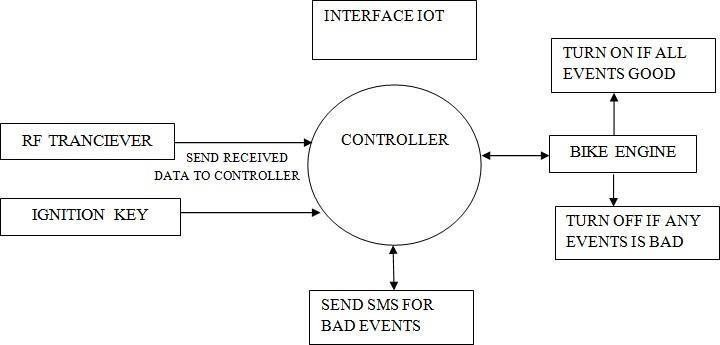 INTERFACE IOT
TURN ON IF ALL
EVENTS GOOD
RF TRANCIEVER
SEND RECEIVED
DATA TO CONTROLLER
CONTROLLER
BIKE ENGINE
IGNITION KEY
TURN OFF IF ANY
EVENTS IS BAD
SEND SMS FOR
BAD EVENTS